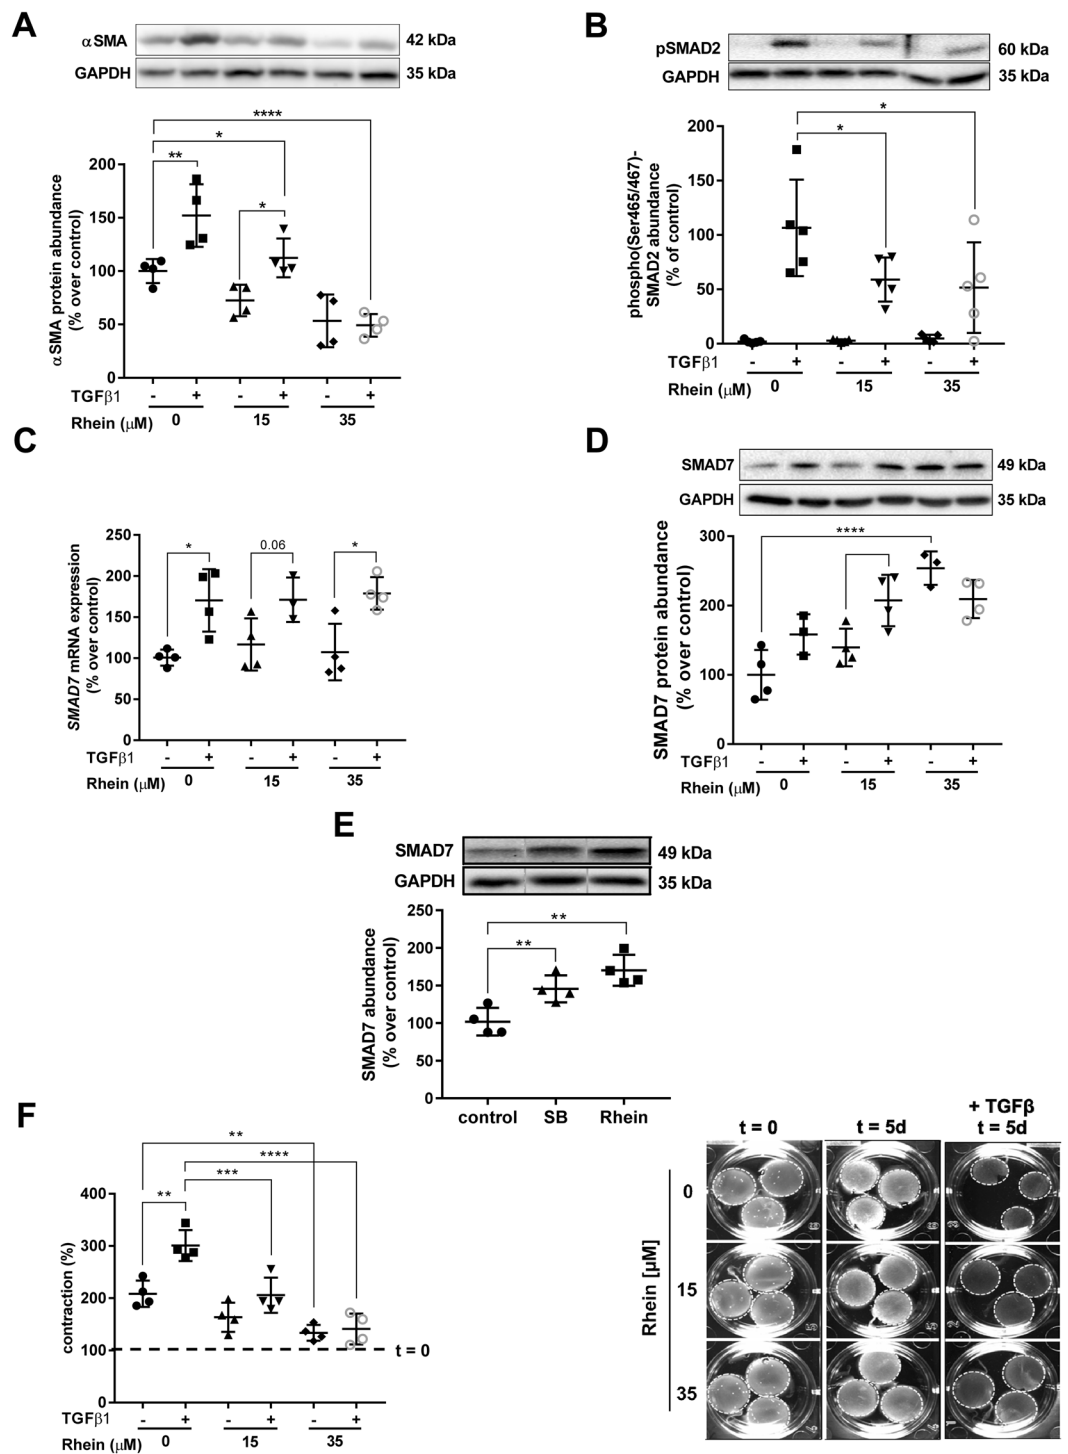 A
αSMA 42 kDa
GAPDH 35 kDa
****
*
**
*
αSMA protein abundance
(% over control)
200
150
100
50
0
TGFβ1 - + - + - +
Rhein (μM) 0 15 35
B
pSMAD2 60 kDa
GAPDH 35 kDa
*
*
phospho(Ser465/467)-
SMAD2 abundance
(% of control)
200
150
100
50
0
TGFβ1 - + - + - +
Rhein (μM) 0 15 35
C
* 0.06 *
SMAD7 mRNA expression
(% over control)
250
200
150
100
50
0
TGFβ1 - + - + - +
Rhein (μM) 0 15 35
D
SMAD7 49 kDa
GAPDH 35 kDa
****
SMAD7 protein abundance
(% over control)
300
200
100
0
TGFβ1 - + - + - +
Rhein (μM) 0 15 35
E
SMAD7 49 kDa
GAPDH 35 kDa
**
**
SMAD7 abundance
(% over control)
250
200
150
100
50
0
control SB Rhein
F
**
****
***
**
contraction (%)
400
300
200
100
0
t = 0
TGFβ1 - + - + - +
Rhein (μM) 0 15 35
+ TGFβ
t = 0 t = 5d t = 5d
Rhein [μM]
0
15
35